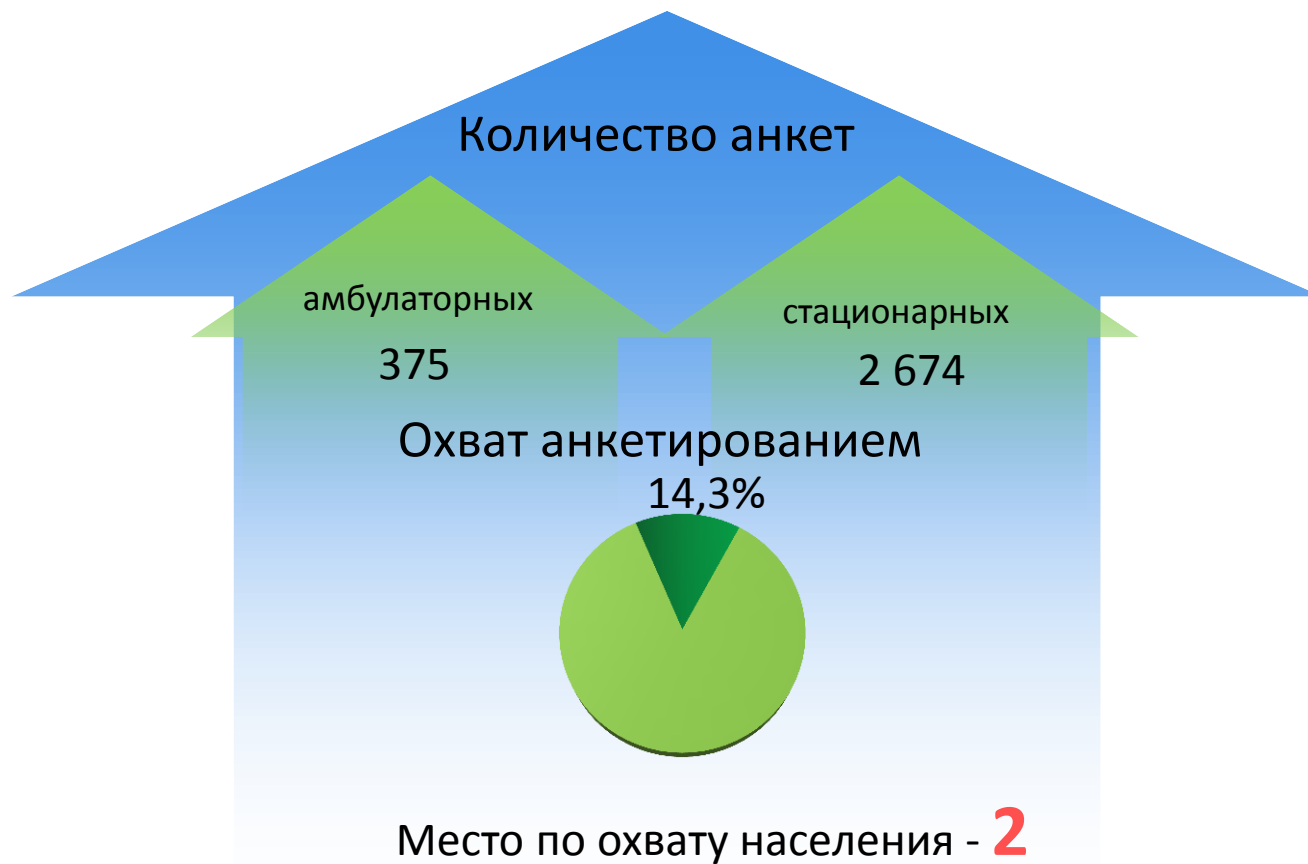 Количество анкет
амбулаторных
375
стационарных
2 674
Охват анкетированием
14,3%
Место по охвату населения - 2